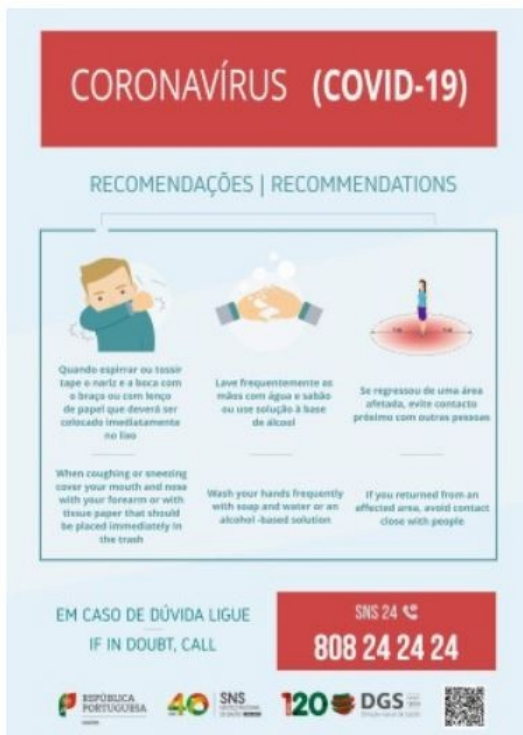 CORONAVÍRUS (COVID-19)
RECOMENDAÇÕES | RECOMMENDATIONS
Quando espirrar ou tossir
tape o nariz e a boca com
o braço ou com lenço
de papel que deverá ser
colocado imediatamente
no lixo
When coughing or sneezing
cover your mouth and nose
with your forearm or with
tissue paper that should
be placed immediately in
the trash
Lave frequentemente as
mãos com água e sabão
ou use solução à base
de álcool
Wash your hands frequently
with soap and water or an
alcohol -based solution
Se regressou de uma área
afetada, evite contacto
próximo com outras pessoas
If you returned from an
affected area, avoid contact
close with people
EM CASO DE DÚVIDA LIGUE
IF IN DOUBT, CALL
SNS 24
808 24 24 24
REPÚBLICA
PORTUGUESA
40
SNS
120
DGS